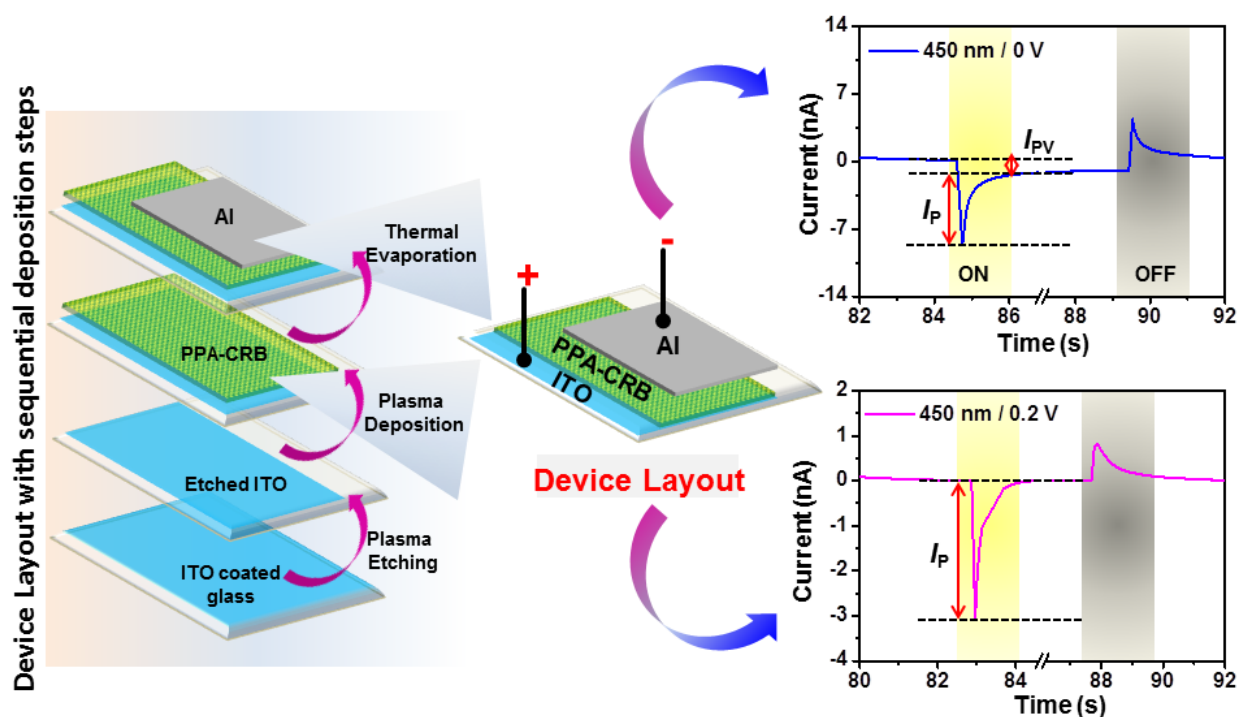 Device Layout with sequential deposition steps
Al
Thermal
Evaporation
PPA-CRB
Plasma
Deposition
Etched ITO
Plasma
Etching
ITO coated
glass
+
-
Al
PPA-CRB
ITO
Device Layout
450 nm / 0 V
Current (nA)
14
7
0
-7
-14
IPV
IP
ON
OFF
82 84 86 88 90 92
Time (s)
450 nm / 0.2 V
Current (nA)
2
1
0
-1
-2
-3
-4
IP
80 82 84 88 90 92
Time (s)